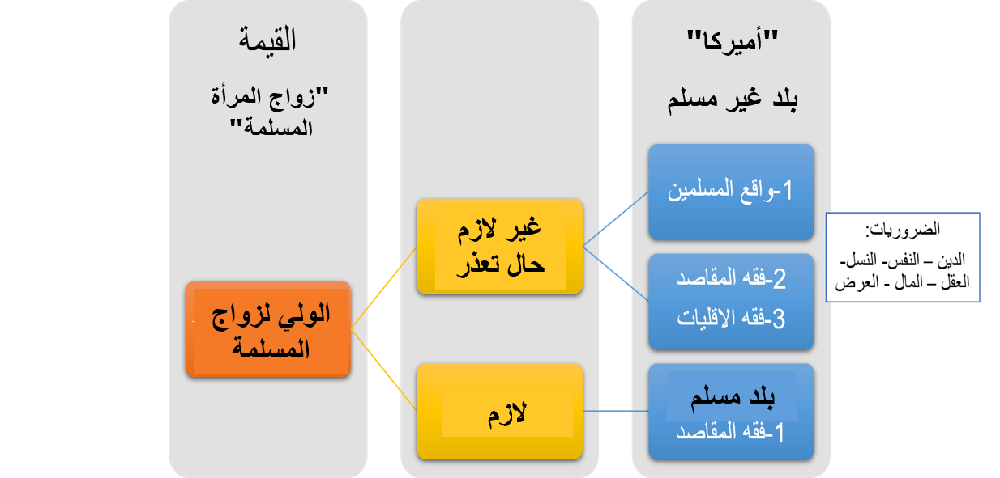 "أميركا"
بلد غير مسلم
1-واقع المسلمين
2-فقه المقاصد
3-فقه الاقليات
بلد مسلم
1-فقه المقاصد
الضروريات:
الدين – النفس- النسل-
العقل – المال - العرض
غير لازم
حال تعذر
لازم
القيمة
"زواج المرأة
المسلمة"
الولي لزواج
المسلمة